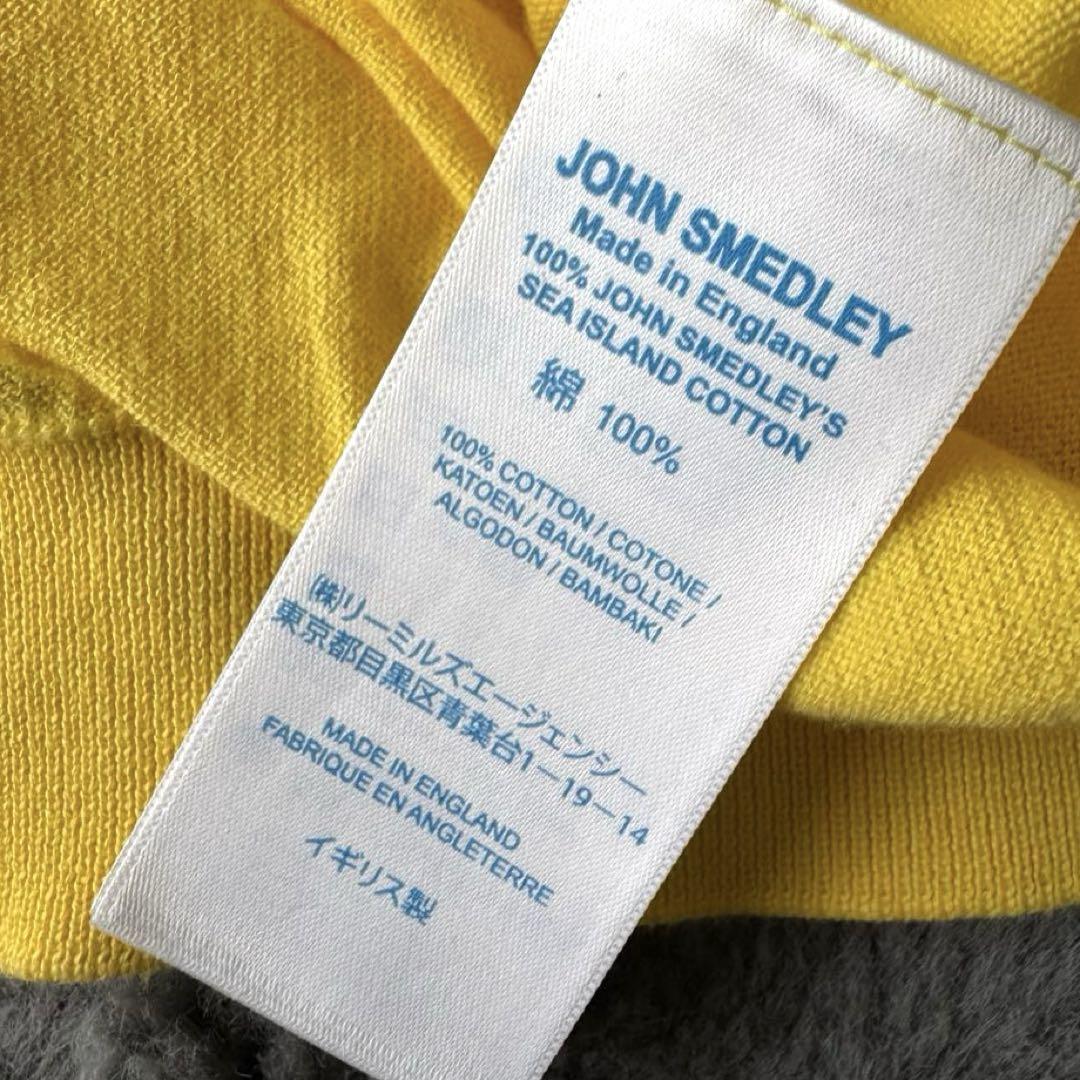 JOHN SMEDLEY
Made in England
100% JOHN SMEDLEY'S
SEA ISLAND COTTON
綿 100%
100% COTTON / COTONE /
KATOEN / BAUMWOLLE /
ALGODON / BAMBAKI
㈱リーミルズエージェンシー
東京都目黒区青葉台1-19-14
MADE IN ENGLAND
FABRIQUE EN ANGLETERRE
イギリス製